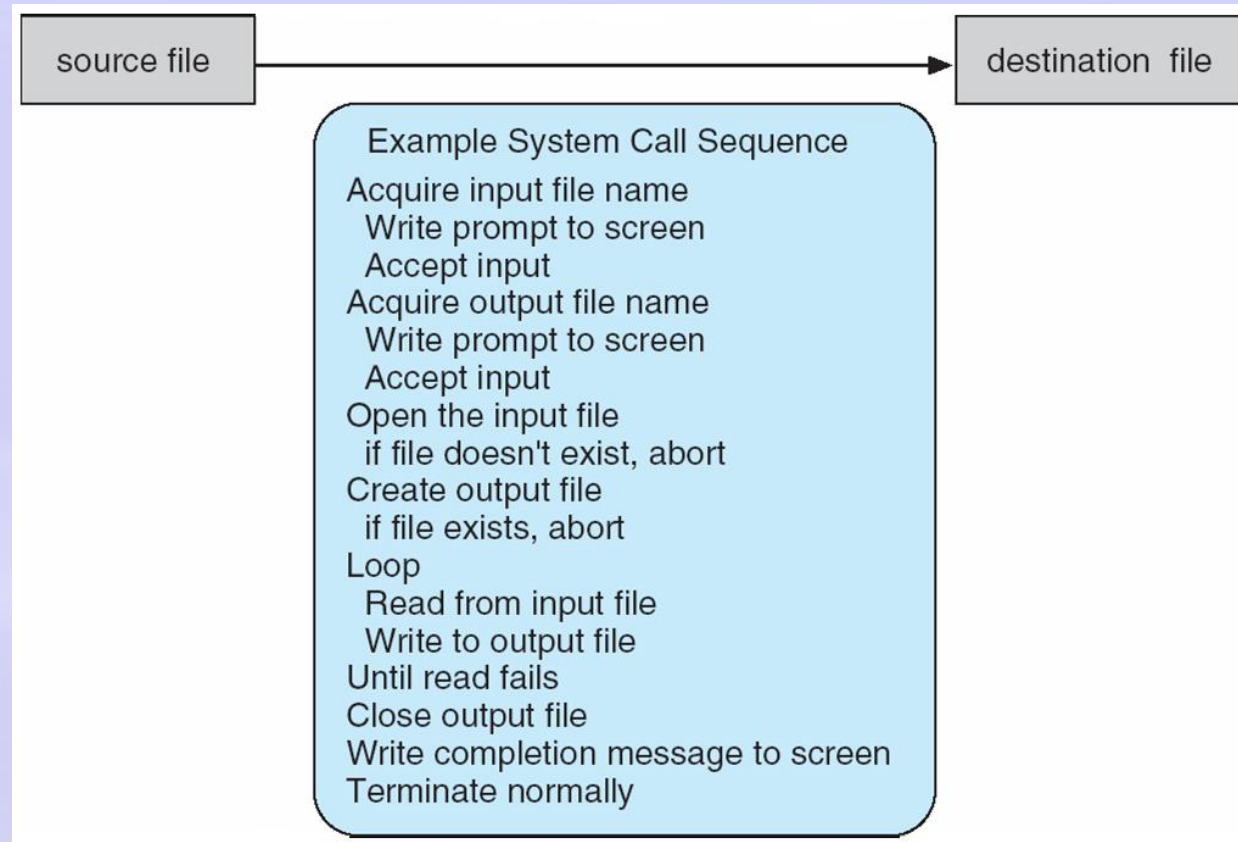 source file
destination file
Example System Call Sequence
Acquire input file name
Write prompt to screen
Accept input
Acquire output file name
Write prompt to screen
Accept input
Open the input file
if file doesn't exist, abort
Create output file
if file exists, abort
Loop
Read from input file
Write to output file
Until read fails
Close output file
Write completion message to screen
Terminate normally